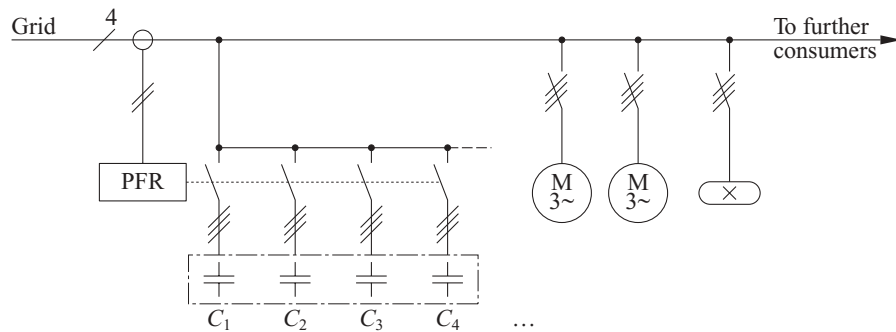 Grid
4
To further
consumers
PFR
M
3~
M
3~
C1
C2
C3
C4
...